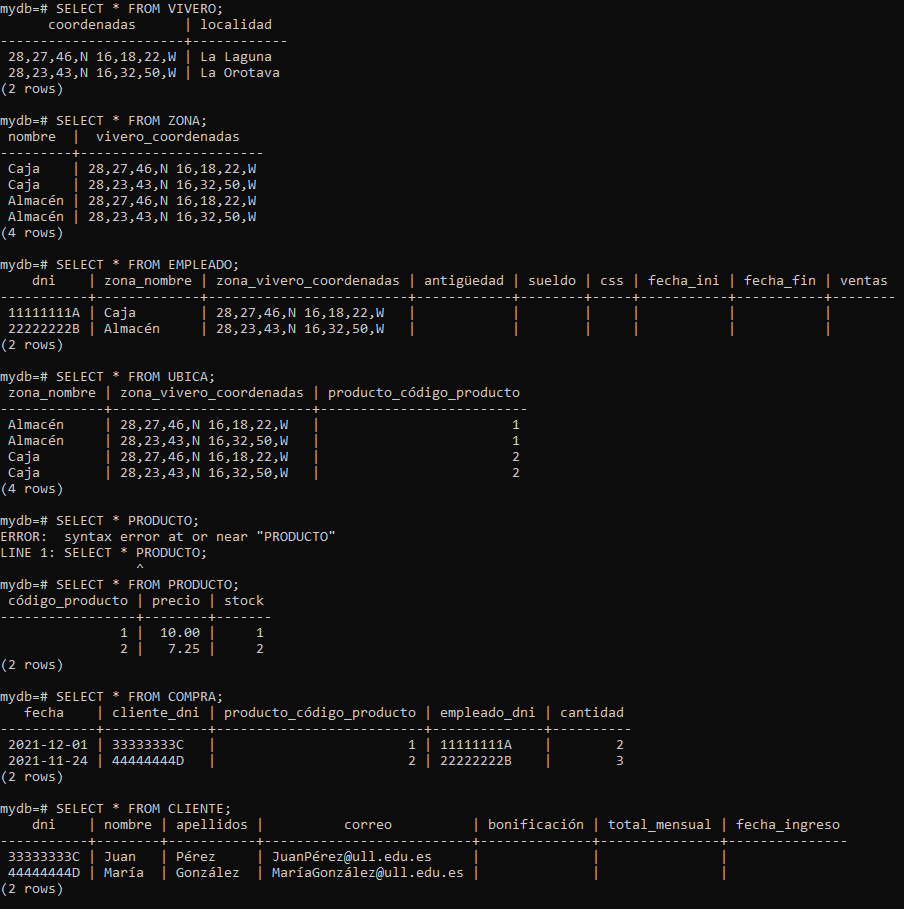 mydb=# SELECT * FROM VIVERO;
      coordenadas      | localidad
-----------------------+------------
 28,27,46,N 16,18,22,W | La Laguna
 28,23,43,N 16,32,50,W | La Orotava
(2 rows)

mydb=# SELECT * FROM ZONA;
 nombre  |  vivero_coordenadas
---------+-----------------------
 Caja    | 28,27,46,N 16,18,22,W
 Caja    | 28,23,43,N 16,32,50,W
 Almacén | 28,27,46,N 16,18,22,W
 Almacén | 28,23,43,N 16,32,50,W
(4 rows)

mydb=# SELECT * FROM EMPLEADO;
    dni    | zona_nombre | zona_vivero_coordenadas | antigüedad | sueldo | css | fecha_ini | fecha_fin | ventas
-----------+-------------+-------------------------+------------+--------+-----+-----------+-----------+--------
 11111111A | Caja        | 28,27,46,N 16,18,22,W   |            |        |     |           |           |
 22222222B | Almacén     | 28,23,43,N 16,32,50,W   |            |        |     |           |           |
(2 rows)

mydb=# SELECT * FROM UBICA;
 zona_nombre | zona_vivero_coordenadas | producto_código_producto
-------------+-------------------------+--------------------------
 Almacén     | 28,27,46,N 16,18,22,W   |                        1
 Almacén     | 28,23,43,N 16,32,50,W   |                        1
 Caja        | 28,27,46,N 16,18,22,W   |                        2
 Caja        | 28,23,43,N 16,32,50,W   |                        2
(4 rows)

mydb=# SELECT * PRODUCTO;
ERROR:  syntax error at or near "PRODUCTO"
LINE 1: SELECT * PRODUCTO;
                 ^
mydb=# SELECT * FROM PRODUCTO;
 código_producto | precio | stock
-----------------+--------+-------
               1 |  10.00 |     1
               2 |   7.25 |     2
(2 rows)

mydb=# SELECT * FROM COMPRA;
   fecha    | cliente_dni | producto_código_producto | empleado_dni | cantidad
------------+-------------+--------------------------+--------------+----------
 2021-12-01 | 33333333C   |                        1 | 11111111A    |        2
 2021-11-24 | 44444444D   |                        2 | 22222222B    |        3
(2 rows)

mydb=# SELECT * FROM CLIENTE;
    dni    | nombre | apellidos |          correo          | bonificación | total_mensual | fecha_ingreso
-----------+--------+-----------+--------------------------+--------------+---------------+---------------
 33333333C | Juan   | Pérez     | JuanPérez@ull.edu.es     |              |               |
 44444444D | María  | González  | MaríaGonzález@ull.edu.es |              |               |
(2 rows)